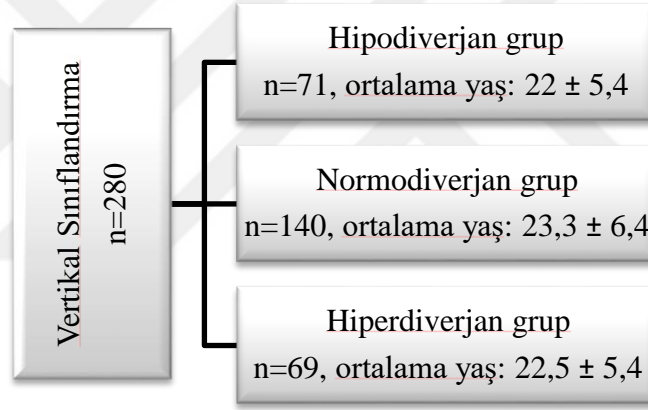 Vertikal Sınıflandırma
n=280
Hipodiverjan grup
n=71, ortalama yaş: 22 ± 5,4
Normodiverjan grup
n=140, ortalama yaş: 23,3 ± 6,4
Hiperdiverjan grup
n=69, ortalama yaş: 22,5 ± 5,4